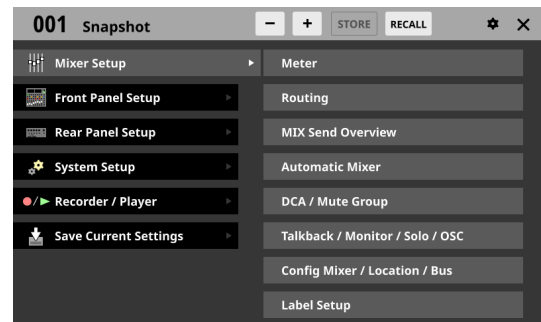 001 Snapshot - + STORE RECALL
Mixer Setup
Front Panel Setup
Rear Panel Setup
System Setup
Recorder / Player
Save Current Settings
Meter
Routing
MIX Send Overview
Automatic Mixer
DCA / Mute Group
Talkback / Monitor / Solo / OSC
Config Mixer / Location / Bus
Label Setup